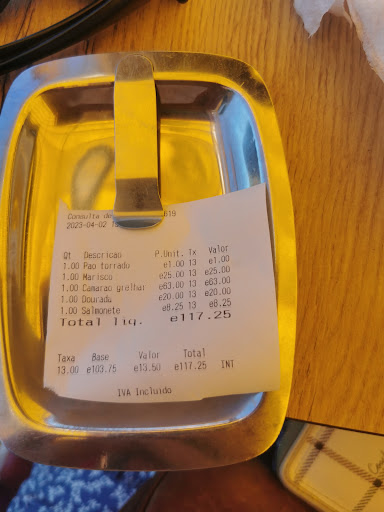 Consulta de 819
2023-04-02
Qt Descricao P.Unit. Tx Valor
1.00 Pao torrado e1.00 13 e1.00
1.00 Marisco e25.00 13 e25.00
1.00 Camarao grelhar e63.00 13 e63.00
1.00 Dourada e20.00 13 e20.00
1.00 Salmonete e8.25 13 e8.25
Total liq. e117.25
Taxa Base Valor Total
13.00 e103.75 e13.50 e117.25 IN1
IVA Incluido